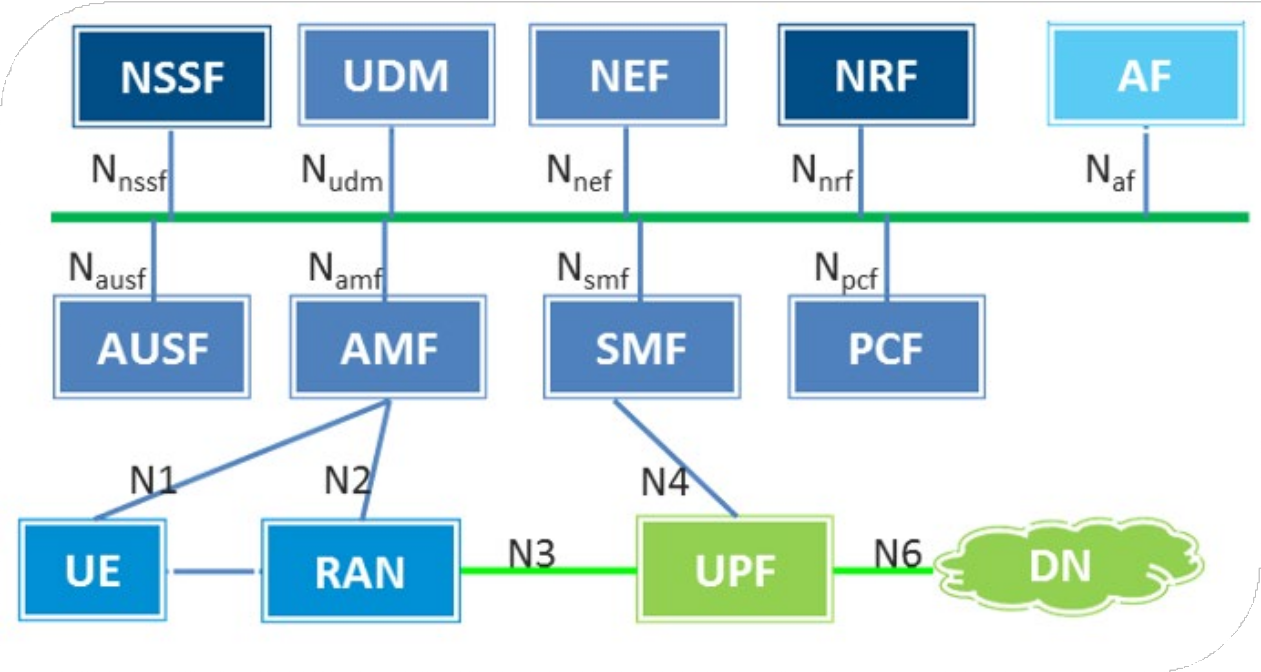 NSSF UDM NEF NRF AF
Nnssf Nudm Nnef Nnrf Naf
Nausf Namf Nsmf Npcf
AUSF AMF SMF PCF
N1 N2 N4
N3 N6
UE RAN UPF DN